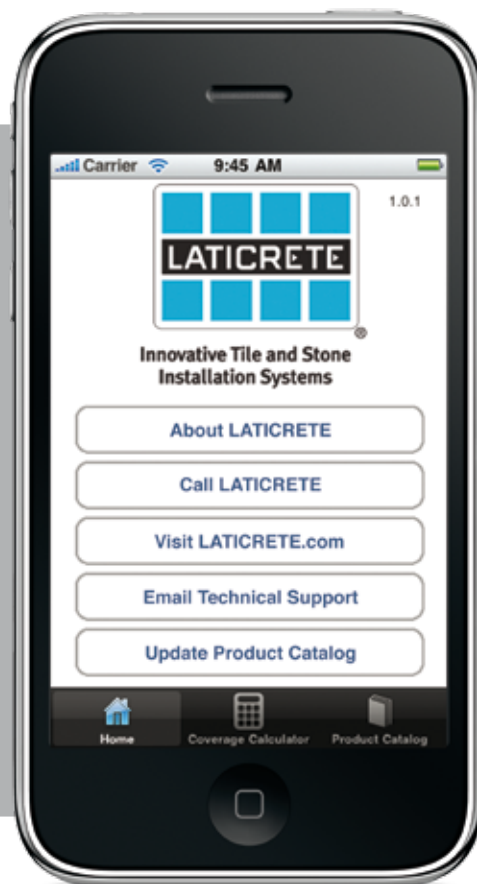 Carrier 9:45 AM
1.0.1
LATICRETE
®
Innovative Tile and Stone
Installation Systems
About LATICRETE
Call LATICRETE
Visit LATICRETE.com
Email Technical Support
Update Product Catalog
Home Coverage Calculator Product Catalog